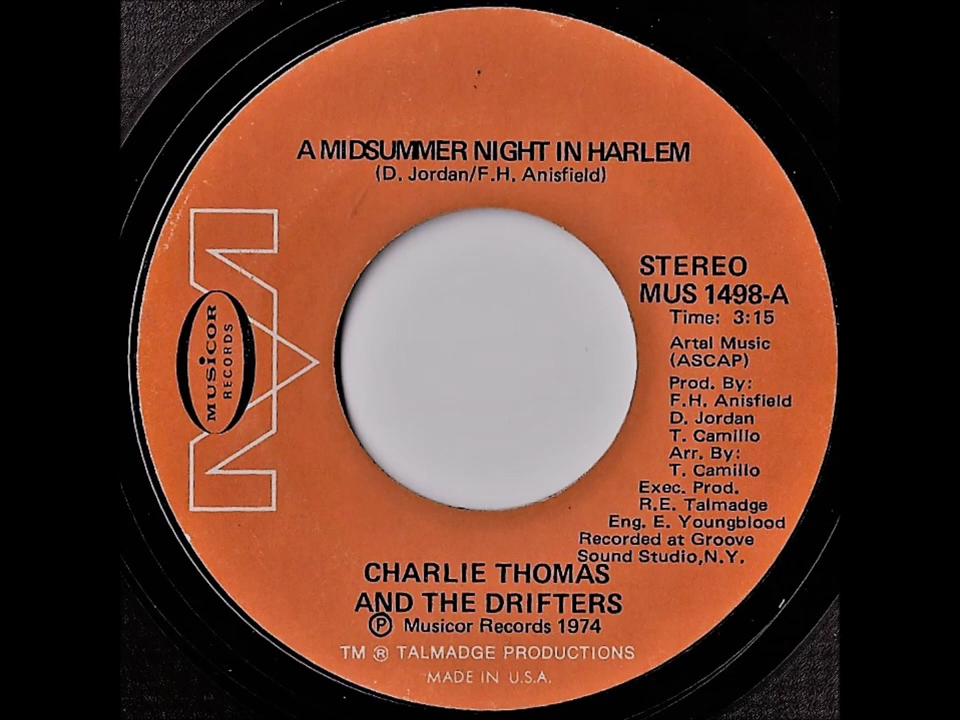 A MIDSUMMER NIGHT IN HARLEM
(D. Jordan/F.H. Anisfield)
MUSICOR
RECORDS
STEREO
MUS 1498-A
Time: 3:15
Artal Music
(ASCAP)
Prod. By:
F.H. Anisfield
D. Jordan
T. Camillo
Arr. By:
T. Camillo
Exec. Prod.
R.E. Talmadge
Eng. E. Youngblood
Recorded at Groove
Sound Studio,N.Y.
CHARLIE THOMAS
AND THE DRIFTERS
Ⓟ Musicor Records 1974
TM ® TALMADGE PRODUCTIONS
MADE IN U.S.A.